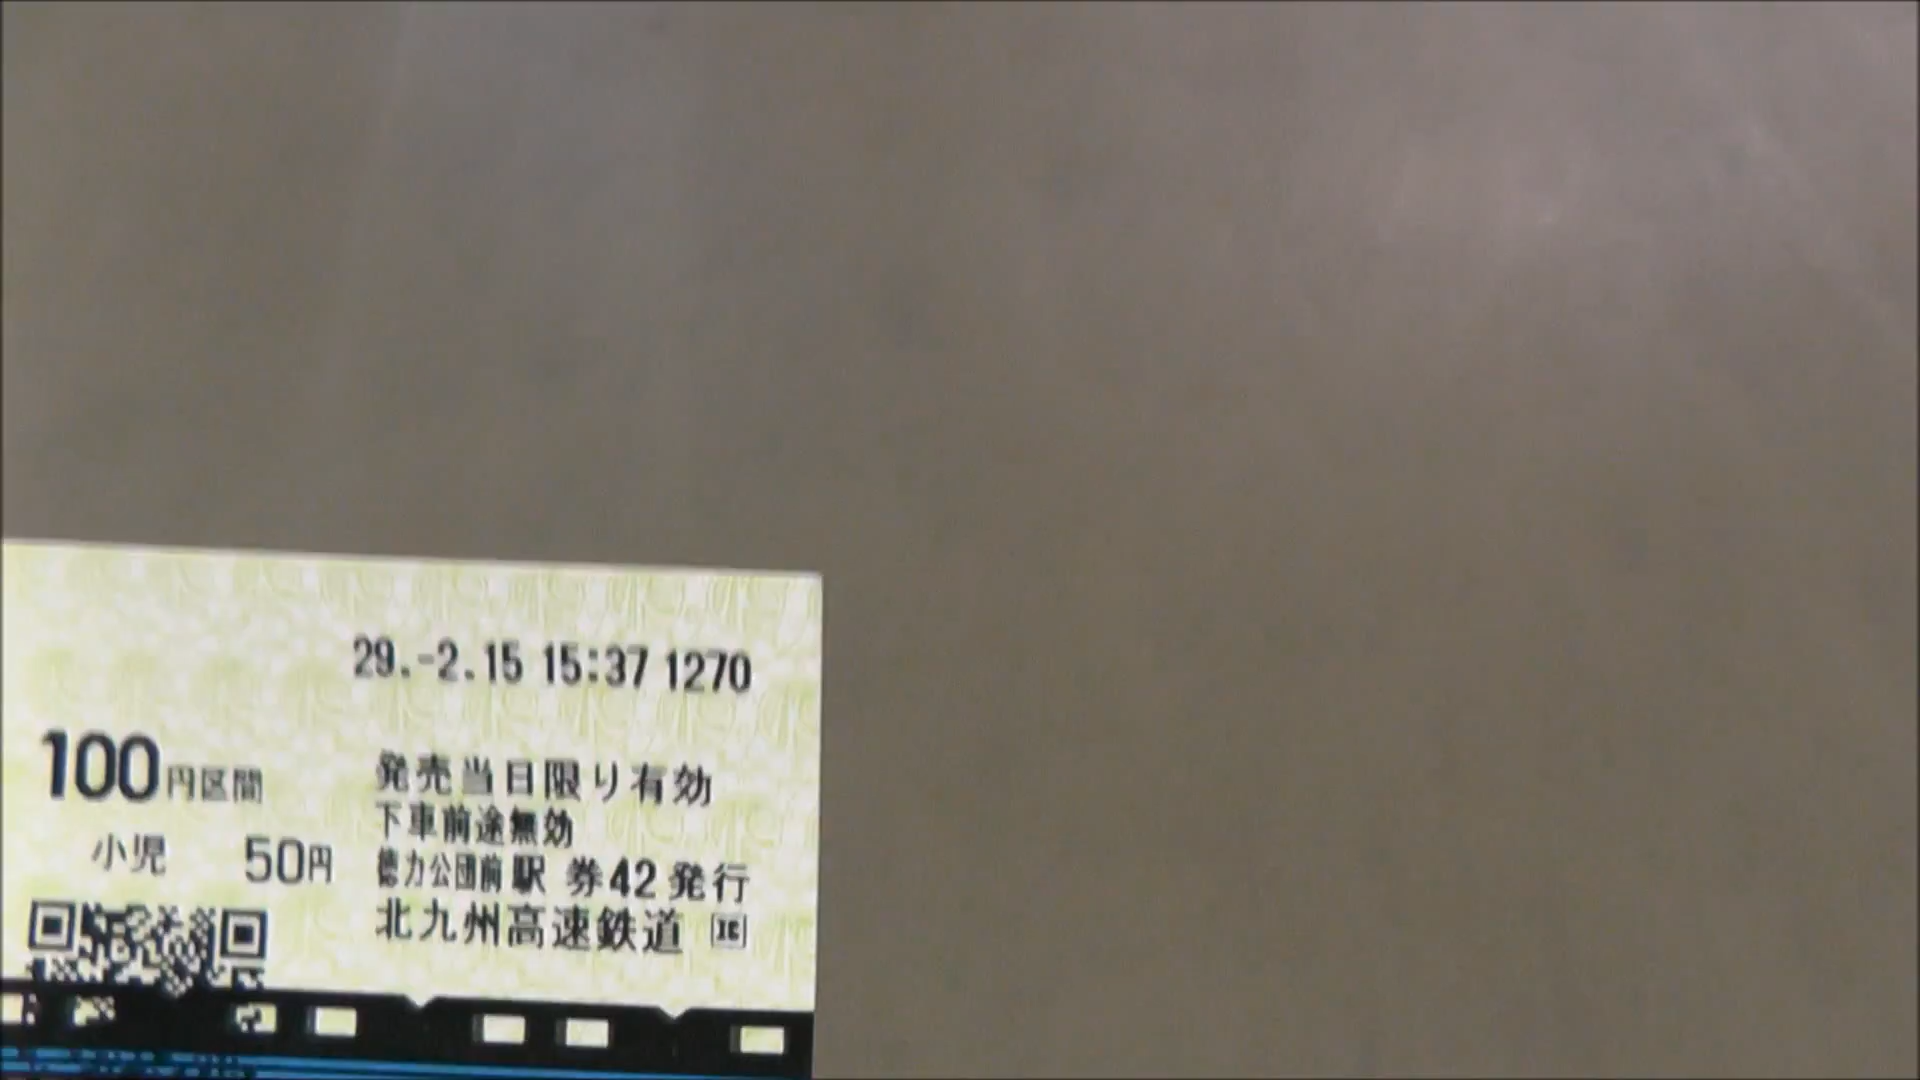 29.-2.15 15:37 1270
100円区間
小児 50円
発売当日限り有効
下車前途無効
徳力公団前駅 券42発行
北九州高速鉄道 IC